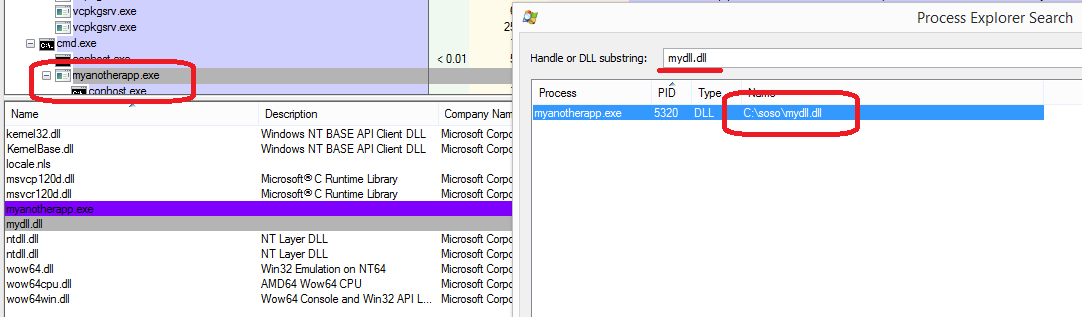 vcpkgsrv.exe
vcpkgsrv.exe
cmd.exe
conhost.exe < 0.01
myanotherapp.exe
conhost.exe
Name Description Company Nam
kernel32.dll Windows NT BASE API Client DLL Microsoft Corpo
KernelBase.dll Windows NT BASE API Client DLL Microsoft Corpo
locale.nls
msvcp120d.dll Microsoft® C Runtime Library Microsoft Corpo
msvcr120d.dll Microsoft® C Runtime Library Microsoft Corpo
myanotherapp.exe
mydll.dll
ntdll.dll NT Layer DLL Microsoft Corpo
ntdll.dll NT Layer DLL Microsoft Corpo
wow64.dll Win32 Emulation on NT64 Microsoft Corpo
wow64cpu.dll AMD64 Wow64 CPU Microsoft Corpo
wow64win.dll Wow64 Console and Win32 API L... Microsoft Corpo
Process Explorer Search
Handle or DLL substring: mydll.dll
Process PID Type Name
myanotherapp.exe 5320 DLL C:\soso\mydll.dll